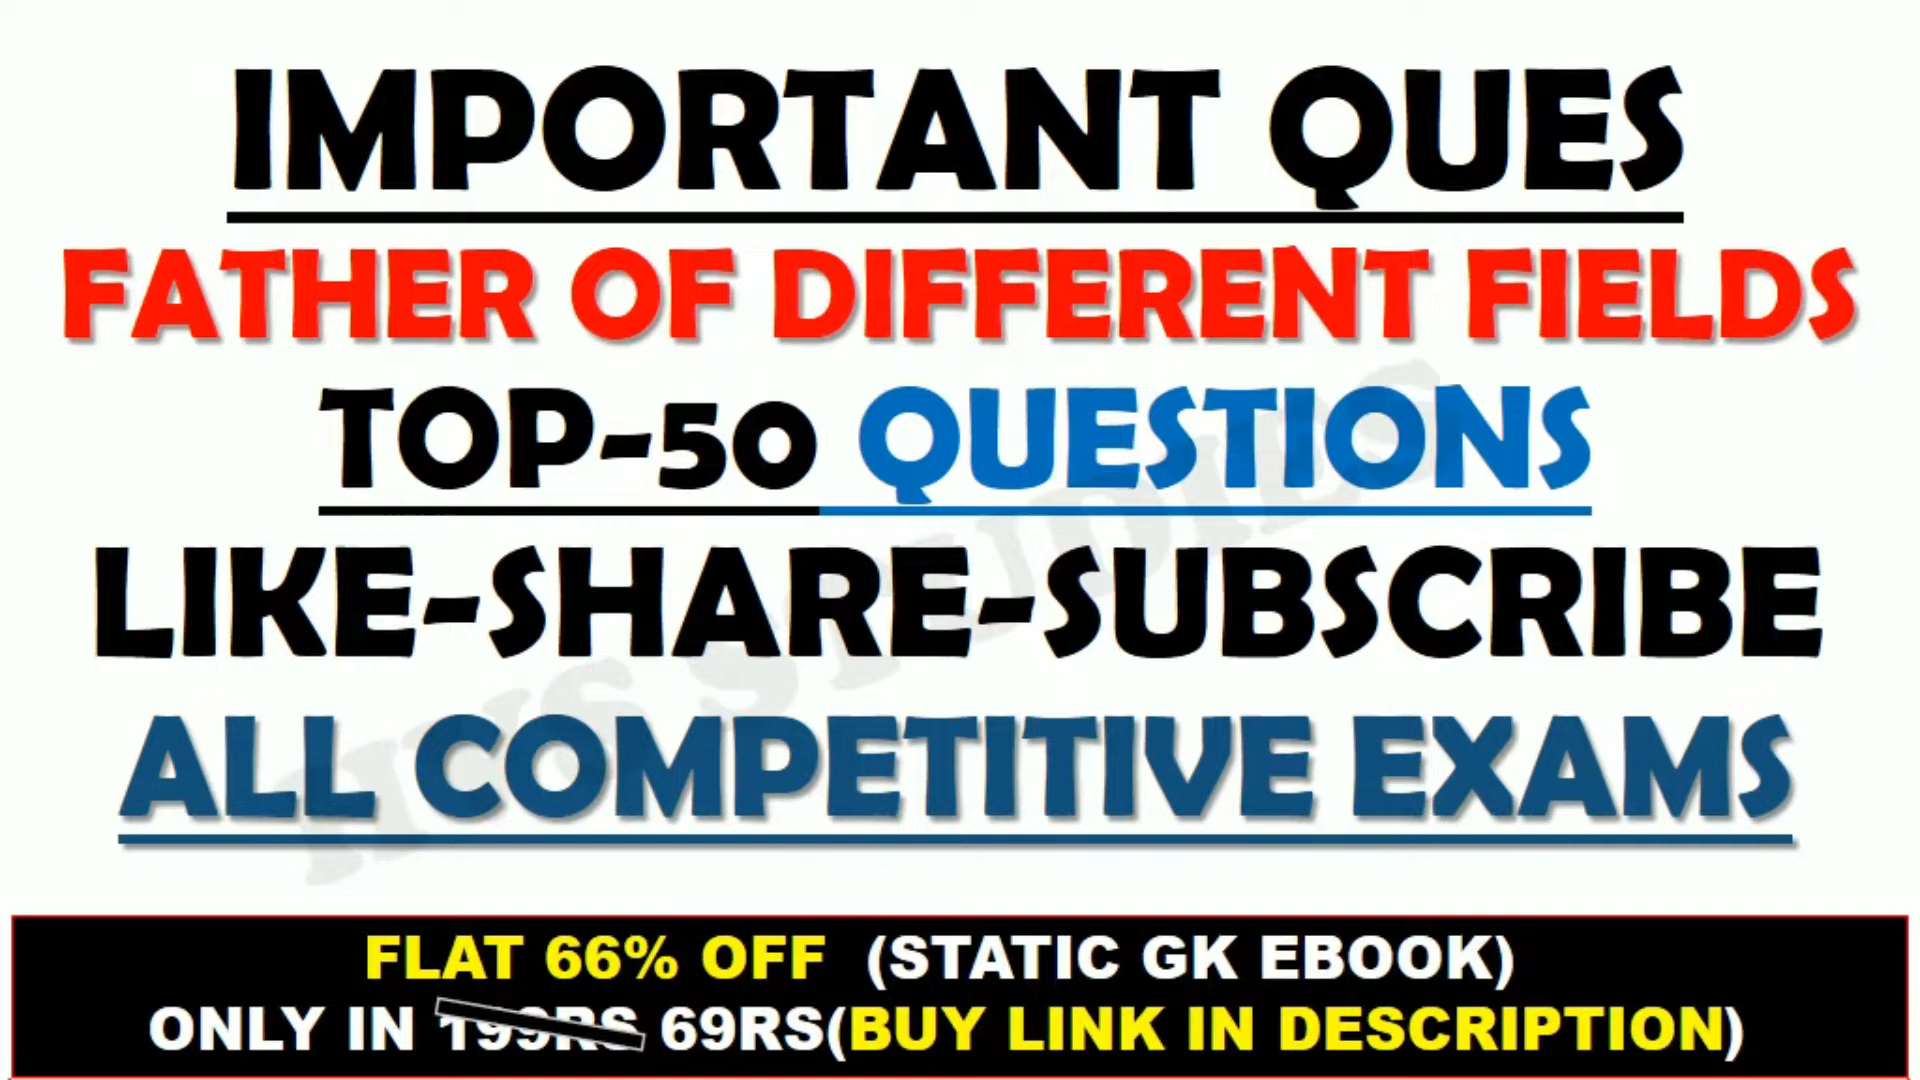 IMPORTANT QUES
FATHER OF DIFFERENT FIELDS
TOP-50 QUESTIONS
LIKE-SHARE-SUBSCRIBE
ALL COMPETITIVE EXAMS
FLAT 66% OFF (STATIC GK EBOOK)
ONLY IN 199RS 69RS(BUY LINK IN DESCRIPTION)